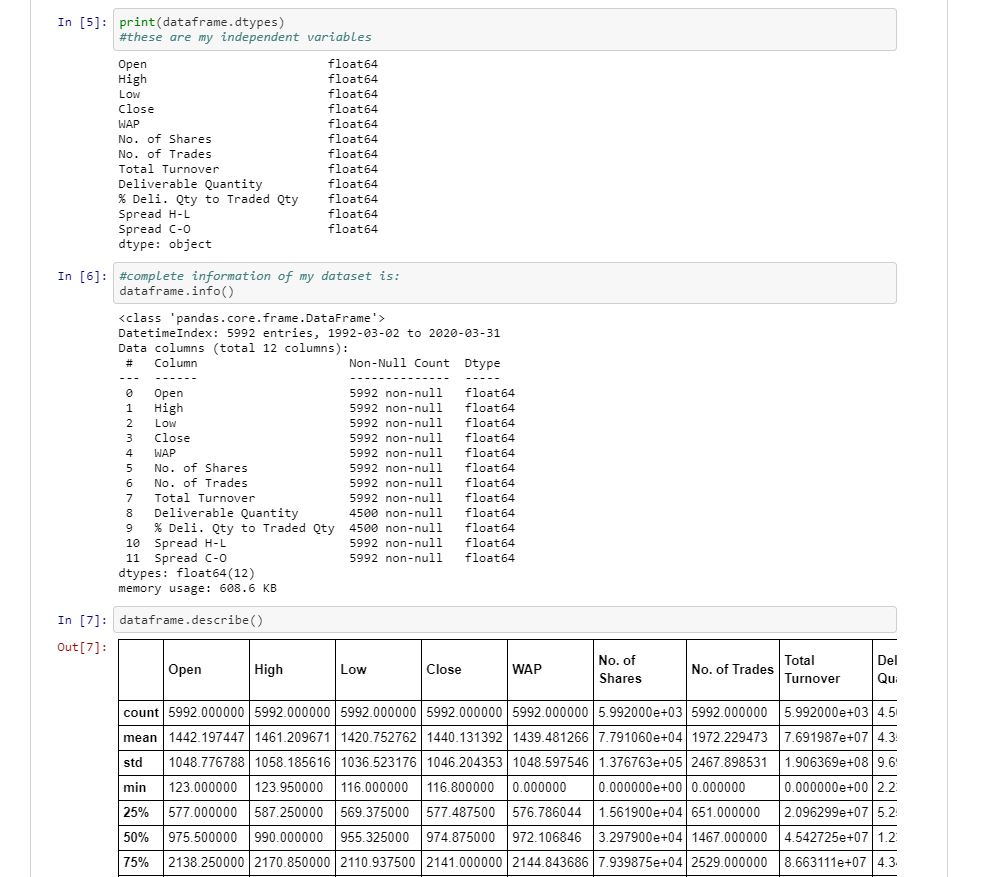 In [5]: print(dataframe.dtypes)
#these are my independent variables
Open float64
High float64
Low float64
Close float64
WAP float64
No. of Shares float64
No. of Trades float64
Total Turnover float64
Deliverable Quantity float64
% Deli. Qty to Traded Qty float64
Spread H-L float64
Spread C-O float64
dtype: object
In [6]: #complete information of my dataset is:
dataframe.info()
<class 'pandas.core.frame.DataFrame'>
DatetimeIndex: 5992 entries, 1992-03-02 to 2020-03-31
Data columns (total 12 columns):
# Column Non-Null Count Dtype
--- ------ -------------- -----
0 Open 5992 non-null float64
1 High 5992 non-null float64
2 Low 5992 non-null float64
3 Close 5992 non-null float64
4 WAP 5992 non-null float64
5 No. of Shares 5992 non-null float64
6 No. of Trades 5992 non-null float64
7 Total Turnover 5992 non-null float64
8 Deliverable Quantity 4500 non-null float64
9 % Deli. Qty to Traded Qty 4500 non-null float64
10 Spread H-L 5992 non-null float64
11 Spread C-O 5992 non-null float64
dtypes: float64(12)
memory usage: 608.6 KB
In [7]: dataframe.describe()
Out[7]:
Open High Low Close WAP No. of Shares No. of Trades Total Turnover
count 5992.000000 5992.000000 5992.000000 5992.000000 5992.000000 5.992000e+03 5992.000000 5.992000e+03
mean 1442.197447 1461.209671 1420.752762 1440.131392 1439.481266 7.791060e+04 1972.229473 7.691987e+07
std 1048.776788 1058.185616 1036.523176 1046.204353 1048.597546 1.376763e+05 2467.898531 1.906369e+08
min 123.000000 123.950000 116.000000 116.800000 0.000000 0.000000e+00 0.000000 0.000000e+00
25% 577.000000 587.250000 569.375000 577.487500 576.786044 1.561900e+04 651.000000 2.096299e+07
50% 975.500000 990.000000 955.325000 974.875000 972.106846 3.297900e+04 1467.000000 4.542725e+07
75% 2138.250000 2170.850000 2110.937500 2141.000000 2144.843686 7.939875e+04 2529.000000 8.663111e+07